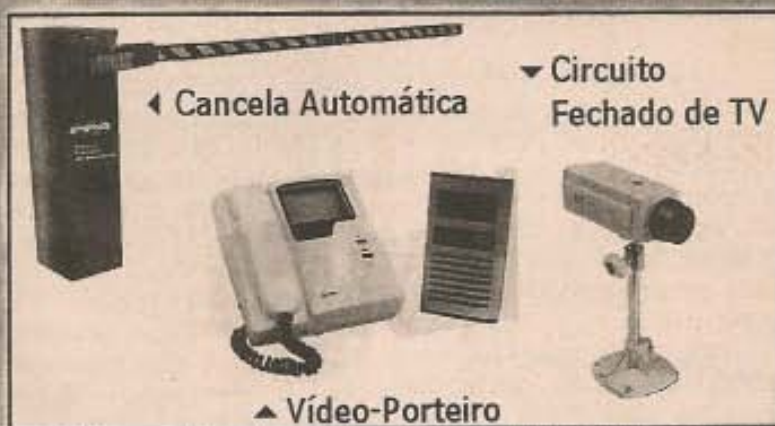 ◀ Cancela Automática
▼ Circuito
Fechado de TV
▲ Vídeo-Porteiro